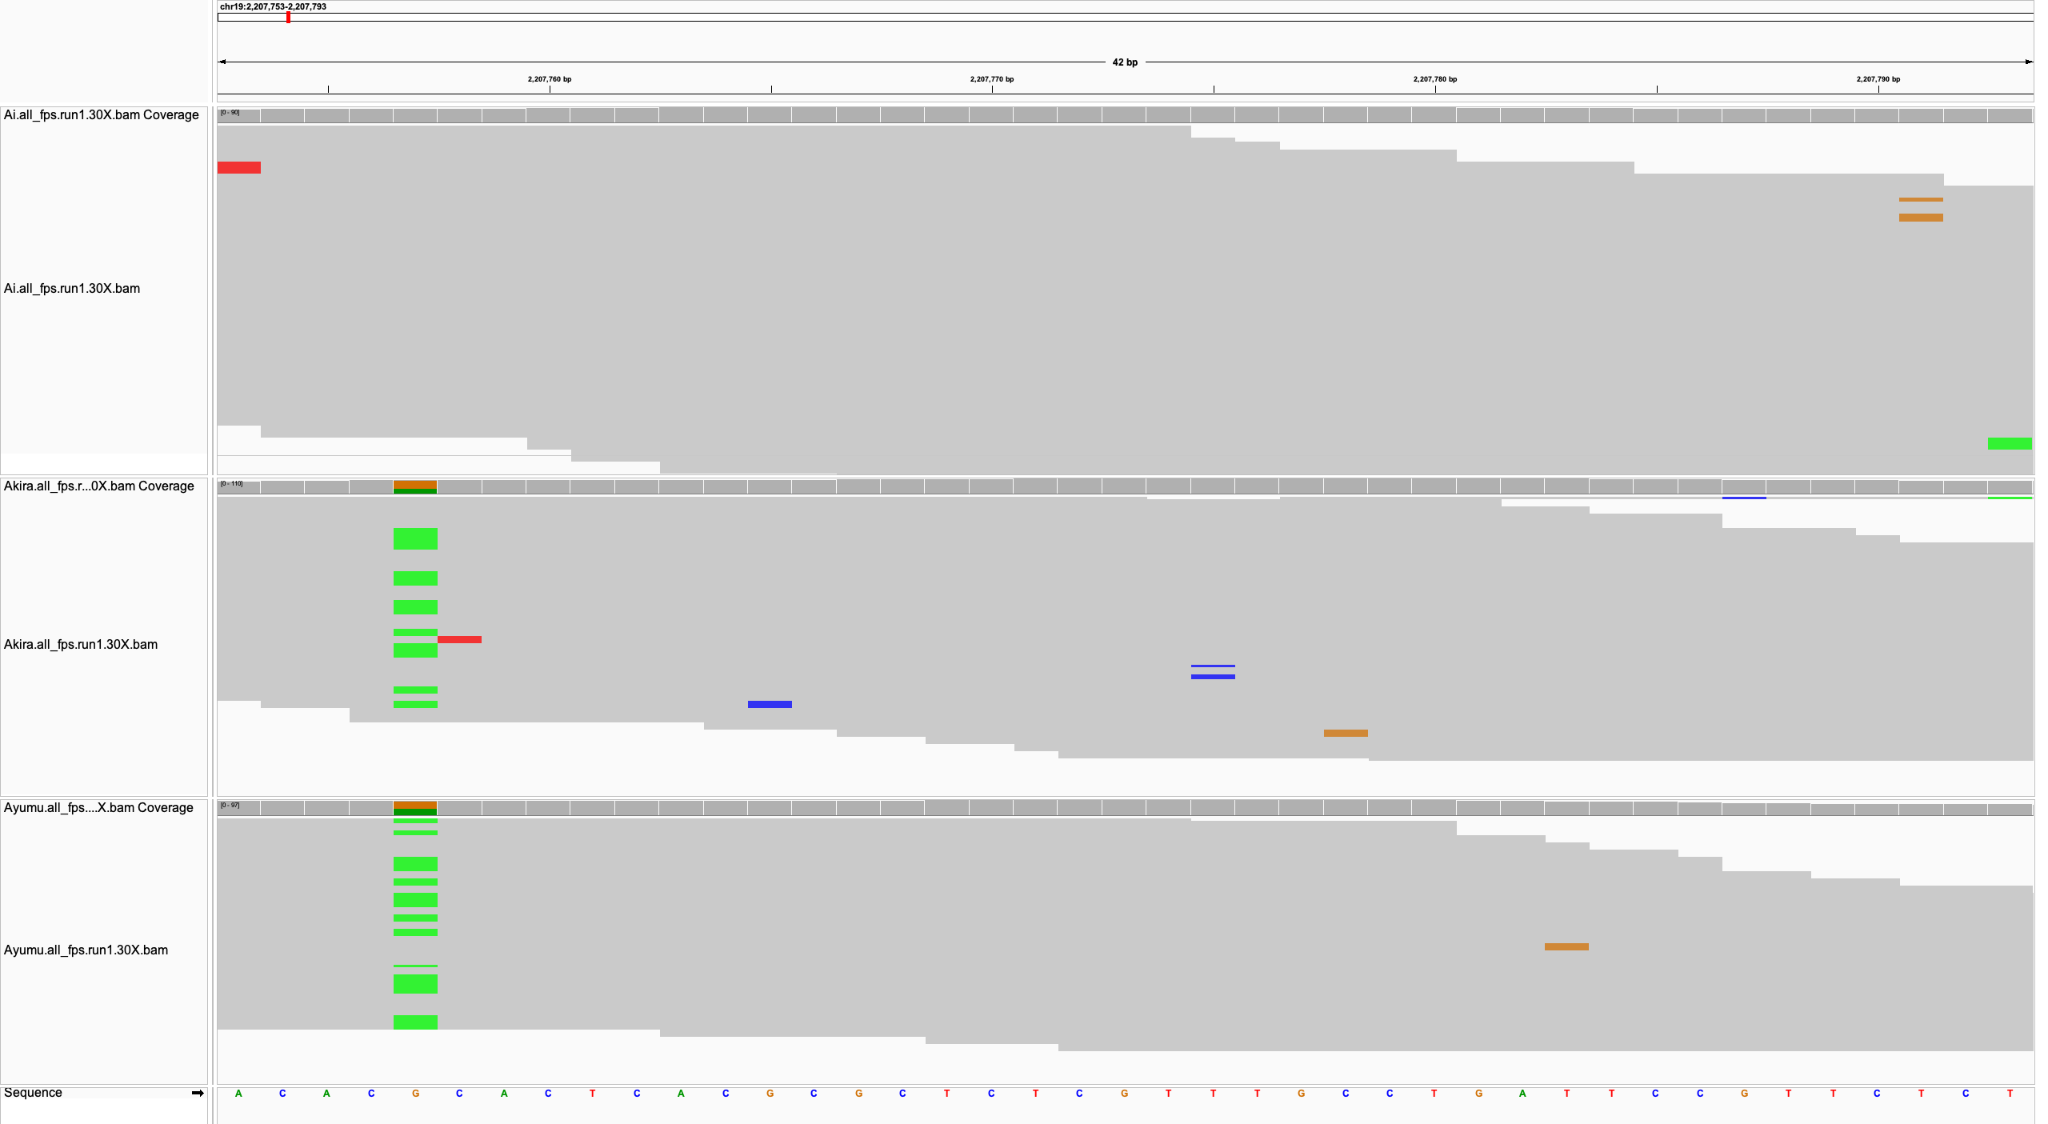 chr19:2,207,753-2,207,793
42 bp
2,207,760 bp 2,207,770 bp 2,207,780 bp 2,207,790 bp
Ai.all_fps.run1.30X.bam Coverage
[0 - 90]
Ai.all_fps.run1.30X.bam
Akira.all_fps.r...0X.bam Coverage
[0 - 110]
Akira.all_fps.run1.30X.bam
Ayumu.all_fps....X.bam Coverage
[0 - 97]
Ayumu.all_fps.run1.30X.bam
Sequence A C A C G C A C T C A C G C G C T C T C G T T T G C C T G A T T C C G T T C T C T